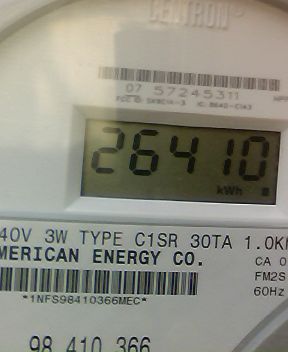 CENTRON
07 57245311
26410
kWh
40V 3W TYPE C1SR 30TA 1.0K
MERICAN ENERGY CO.
CA 0
FM2S
*1NFS98410366MEC*
60Hz
98 410 366